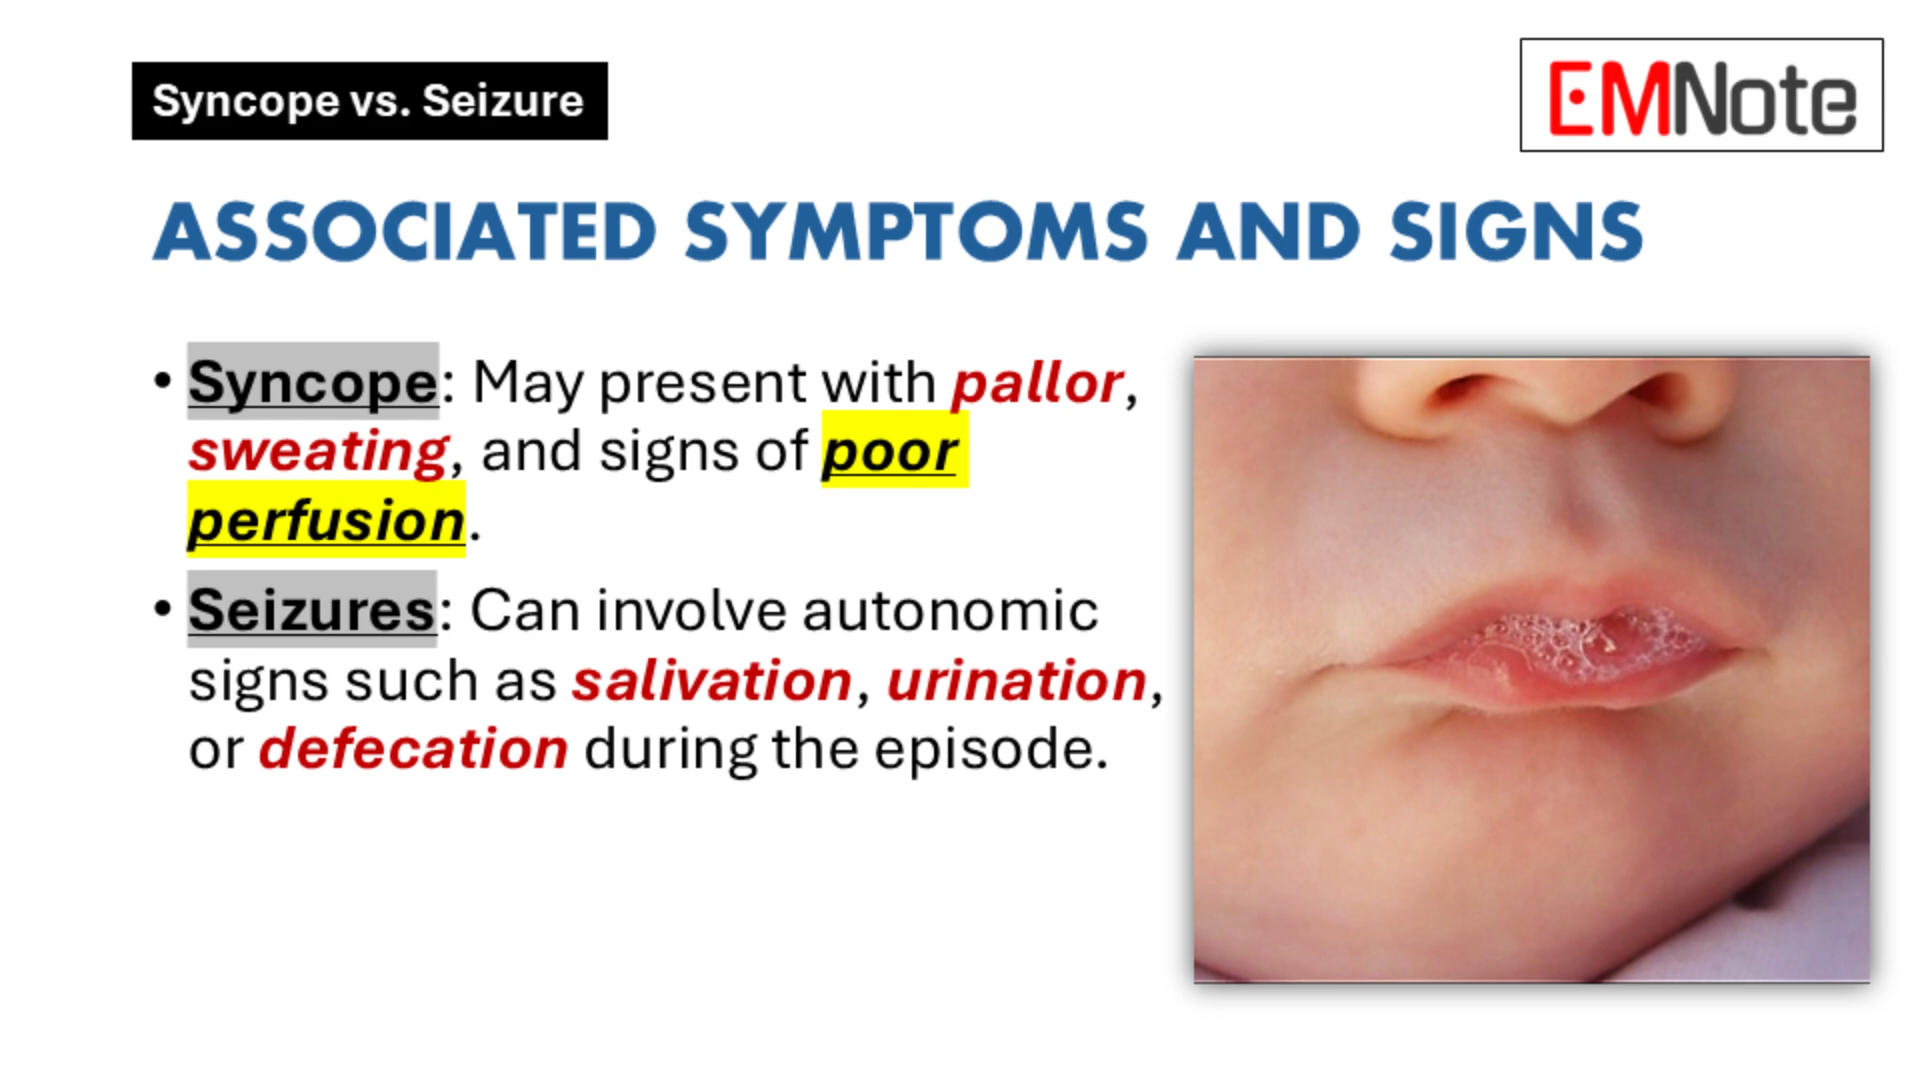 Syncope vs. Seizure
EMNote
ASSOCIATED SYMPTOMS AND SIGNS
• Syncope: May present with pallor,
sweating, and signs of poor
perfusion.
• Seizures: Can involve autonomic
signs such as salivation, urination,
or defecation during the episode.